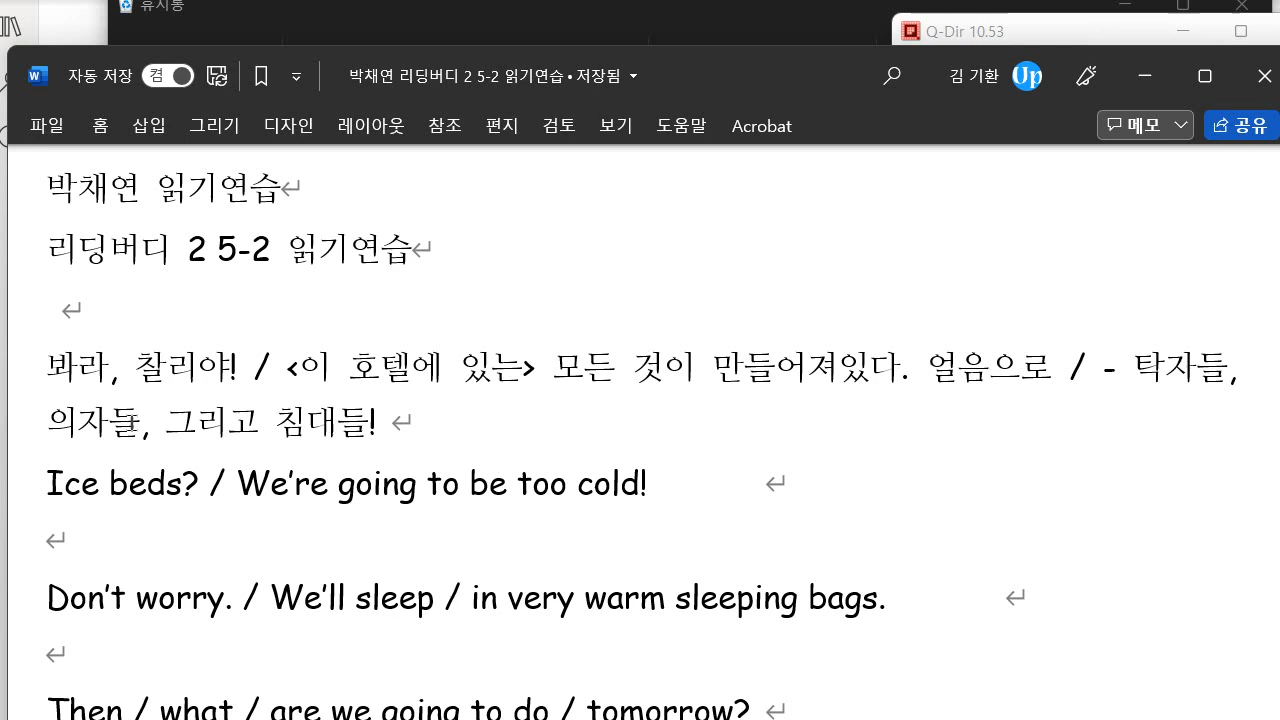 휴지통
Q-Dir 10.53
자동 저장 켬 박채연 리딩버디 2 5-2 읽기연습 • 저장됨 김 기환 Up
파일 홈 삽입 그리기 디자인 레이아웃 참조 편지 검토 보기 도움말 Acrobat 메모 공유
박채연 읽기연습
리딩버디 2 5-2 읽기연습
봐라, 찰리야! / <이 호텔에 있는> 모든 것이 만들어져있다. 얼음으로 / - 탁자들,
의자들, 그리고 침대들!
Ice beds? / We’re going to be too cold!
Don’t worry. / We’ll sleep / in very warm sleeping bags.
Then / what / are we going to do / tomorrow?